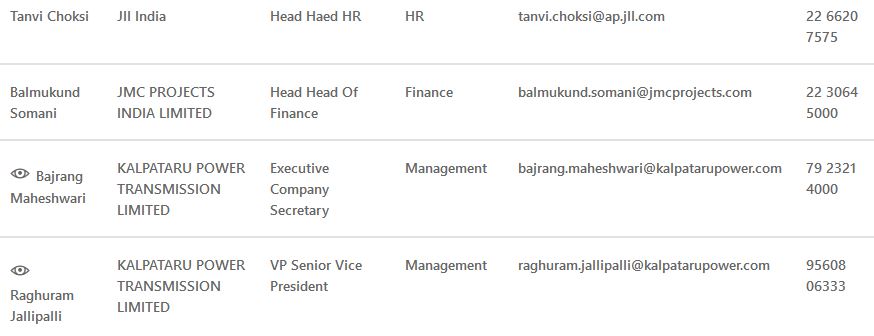 Tanvi Choksi JII India Head Haed HR HR tanvi.choksi@ap.jll.com 22 6620
7575
Balmukund JMC PROJECTS Head Head Of Finance balmukund.somani@jmcprojects.com 22 3064
Somani INDIA LIMITED Finance 5000
Bajrang KALPATARU POWER Executive Management bajrang.maheshwari@kalpatarupower.com 79 2321
Maheshwari TRANSMISSION Company 4000
LIMITED Secretary
KALPATARU POWER VP Senior Vice Management raghuram.jallipalli@kalpatarupower.com 95608
Raghuram TRANSMISSION President 06333
Jallipalli LIMITED